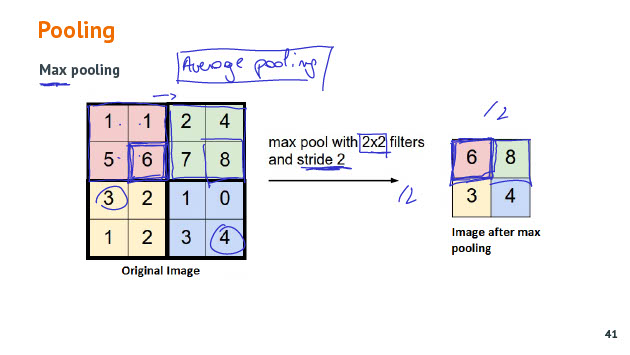 Pooling
Average pooling
Max pooling
1 1 2 4
5 6 7 8
3 2 1 0
1 2 3 4
max pool with 2x2 filters
and stride 2
/2
/2
6 8
3 4
Original Image
Image after max
pooling
41